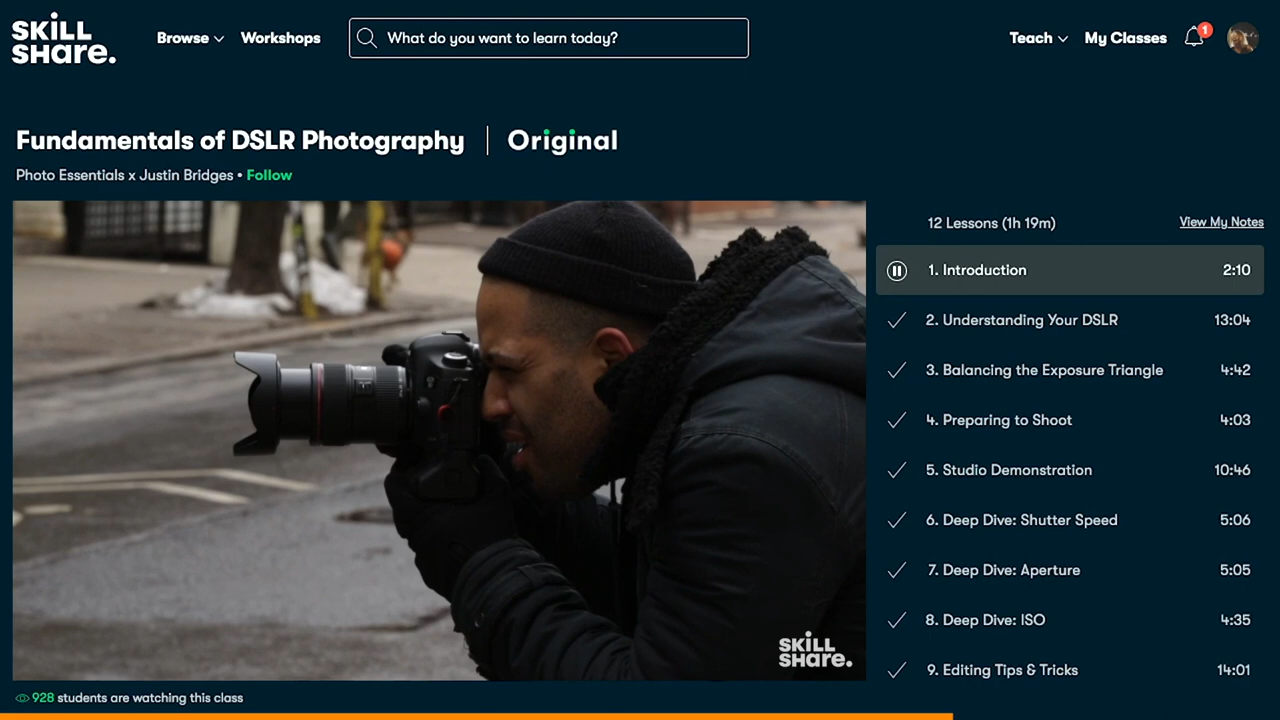 SKILL
SHare.
Browse
Workshops
What do you want to learn today?
Teach
My Classes
1
Fundamentals of DSLR Photography | Original
Photo Essentials x Justin Bridges • Follow
12 Lessons (1h 19m)
View My Notes
1. Introduction 2:10
2. Understanding Your DSLR 13:04
3. Balancing the Exposure Triangle 4:42
4. Preparing to Shoot 4:03
5. Studio Demonstration 10:46
6. Deep Dive: Shutter Speed 5:06
7. Deep Dive: Aperture 5:05
8. Deep Dive: ISO 4:35
9. Editing Tips & Tricks 14:01
SKILL
SHare.
928 students are watching this class